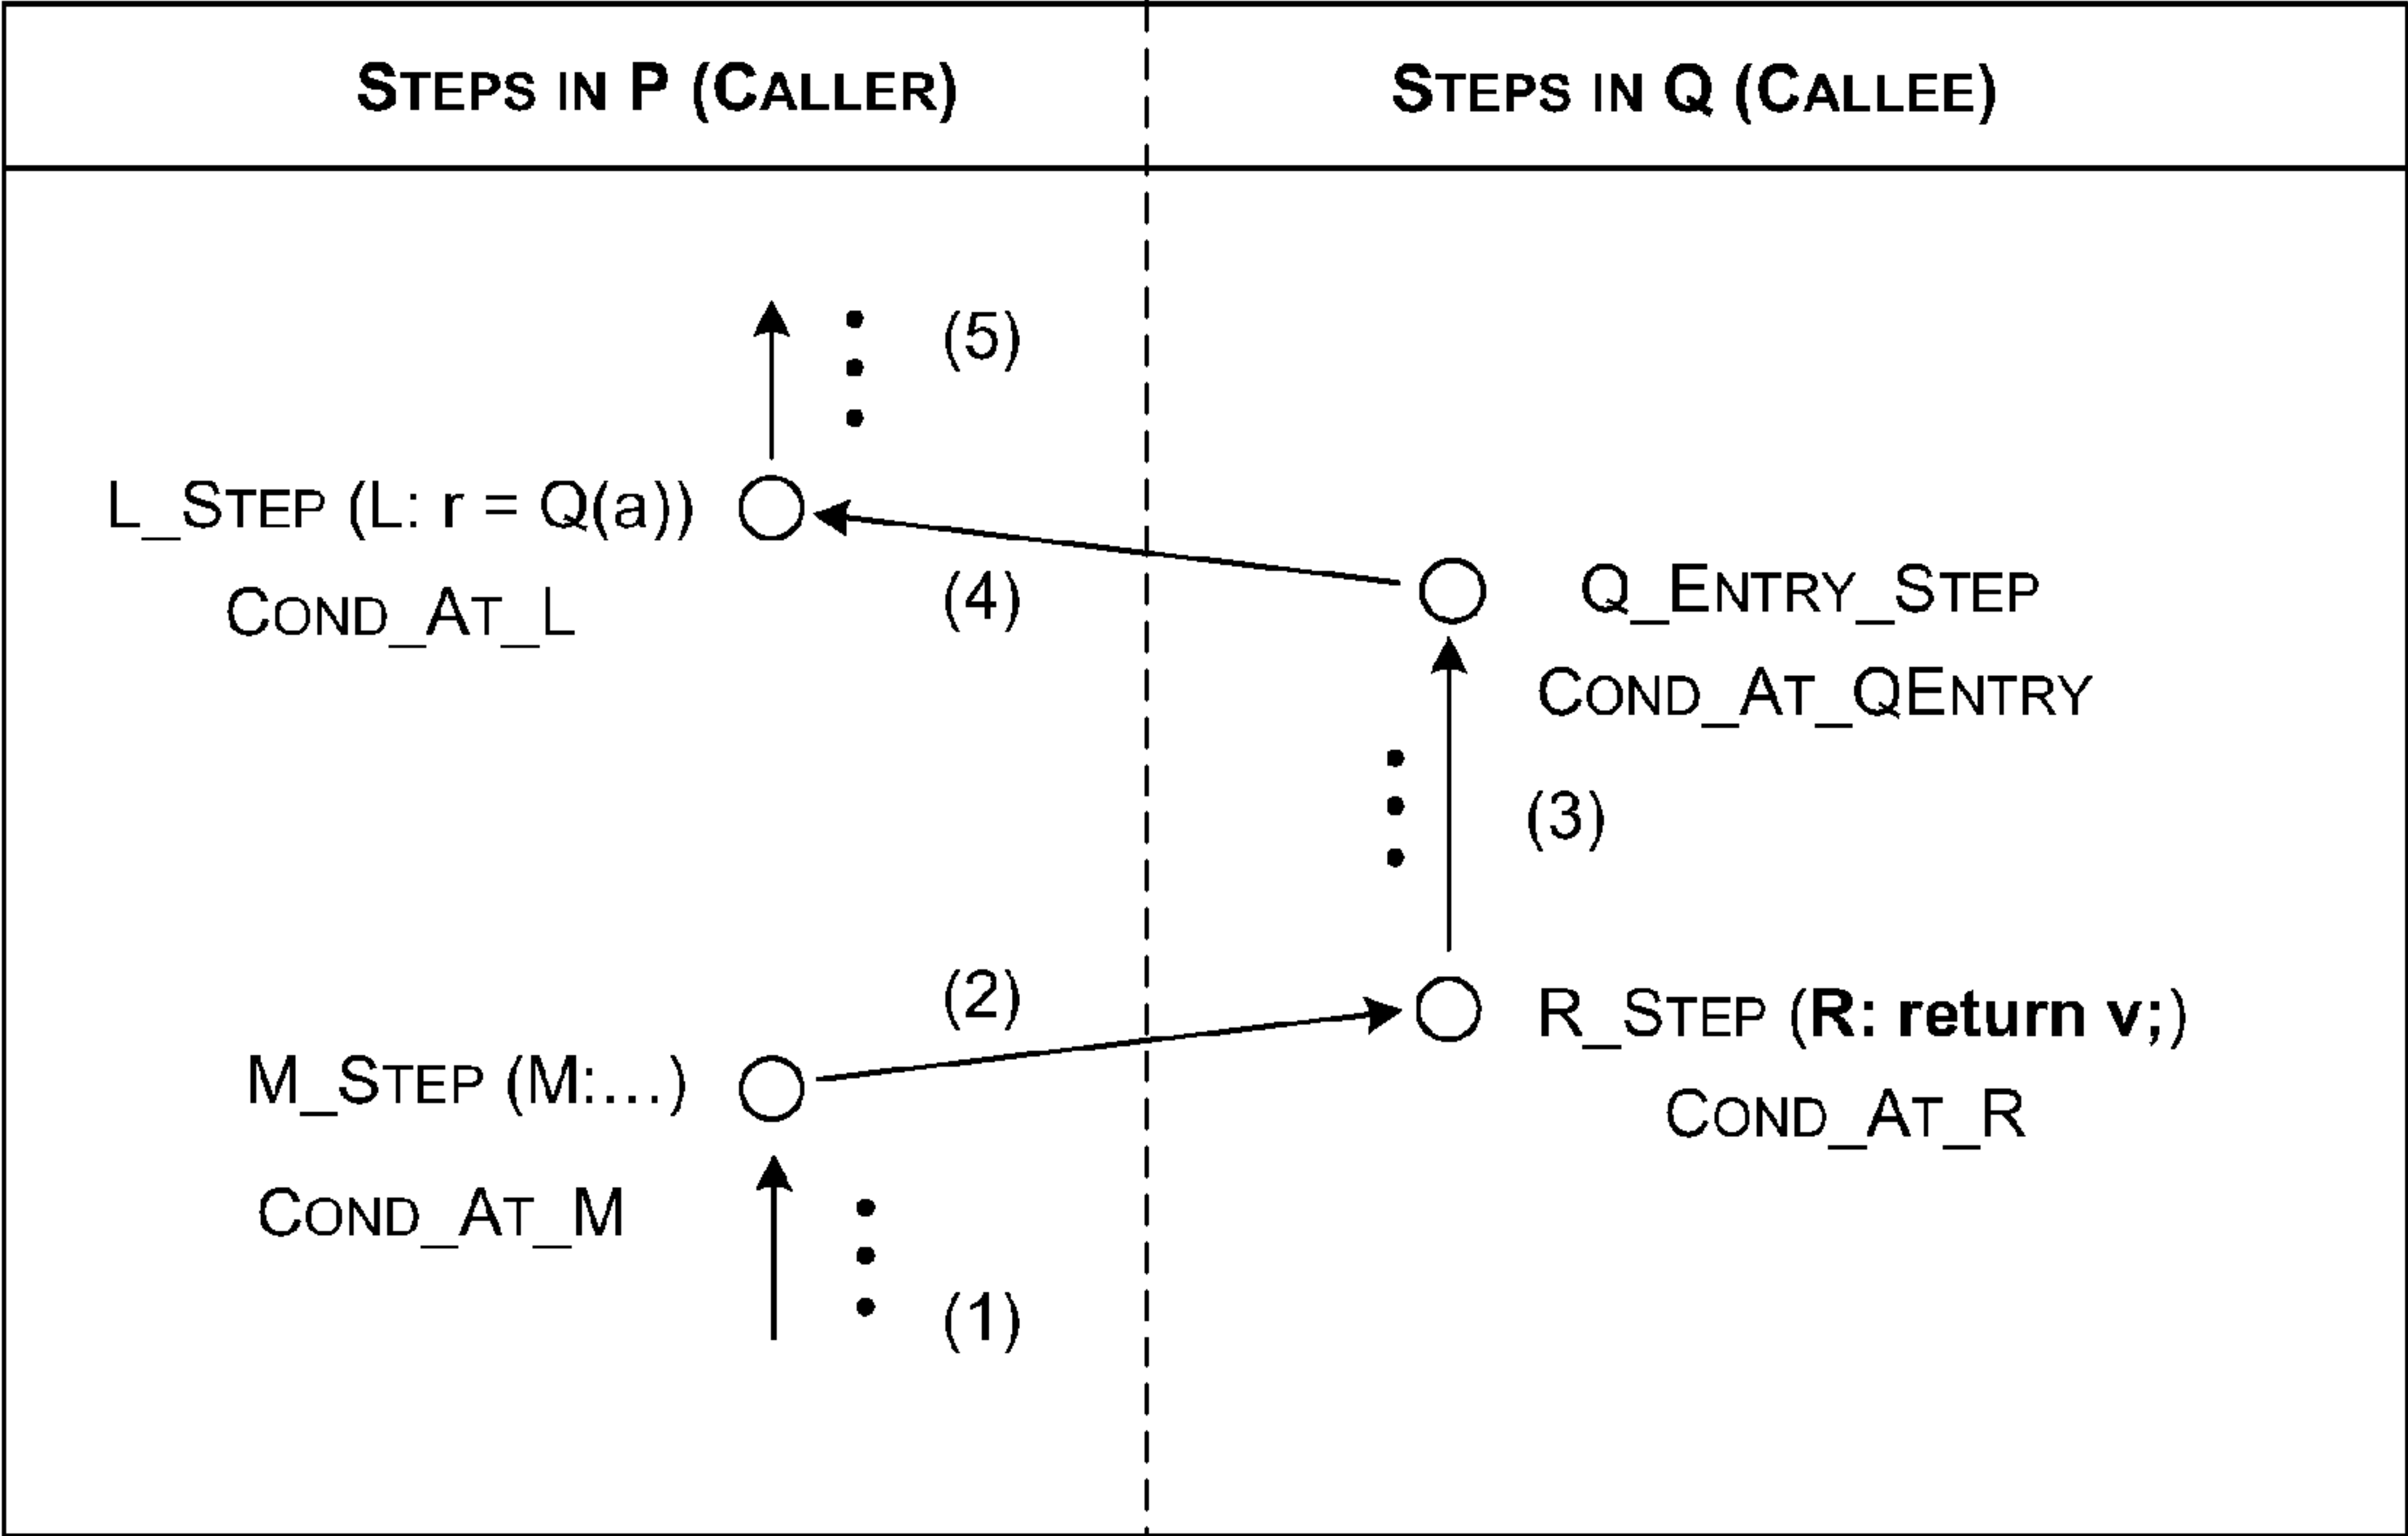 STEPS IN P (CALLER)
STEPS IN Q (CALLEE)
(5)
L_STEP (L: r = Q(a))
COND_AT_L
(4)
Q_ENTRY_STEP
COND_AT_QENTRY
(3)
(2)
R_STEP (R: return v;)
COND_AT_R
M_STEP (M:...)
COND_AT_M
(1)